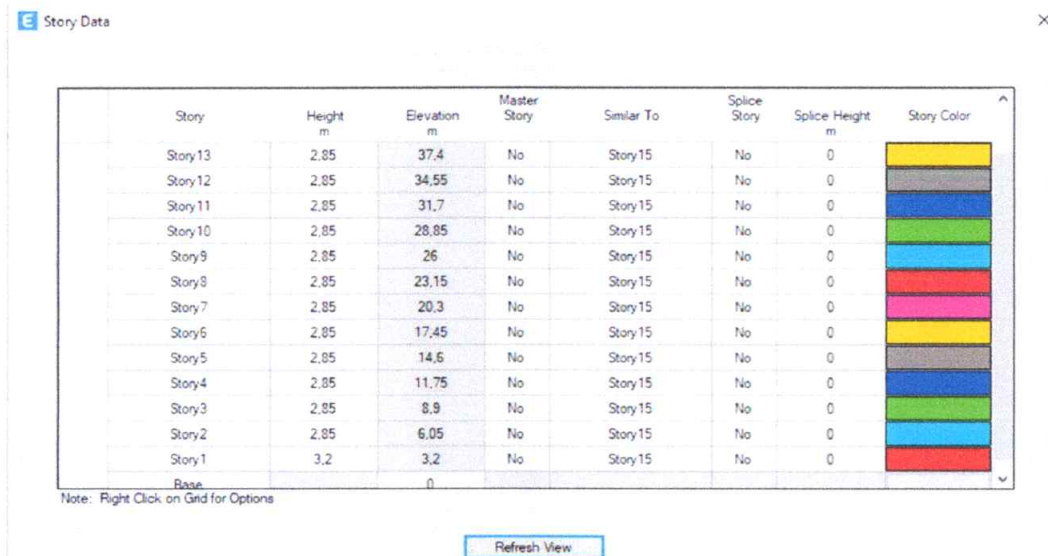 E Story Data ×
Story Height m Elevation m Master Story Similar To Splice Story Splice Height m Story Color
Story13 2,85 37,4 No Story15 No 0
Story12 2,85 34,55 No Story15 No 0
Story11 2,85 31,7 No Story15 No 0
Story10 2,85 28,85 No Story15 No 0
Story9 2,85 26 No Story15 No 0
Story8 2,85 23,15 No Story15 No 0
Story7 2,85 20,3 No Story15 No 0
Story6 2,85 17,45 No Story15 No 0
Story5 2,85 14,6 No Story15 No 0
Story4 2,85 11,75 No Story15 No 0
Story3 2,85 8,9 No Story15 No 0
Story2 2,85 6,05 No Story15 No 0
Story1 3,2 3,2 No Story15 No 0
Base 0
Note: Right Click on Grid for Options
Refresh View